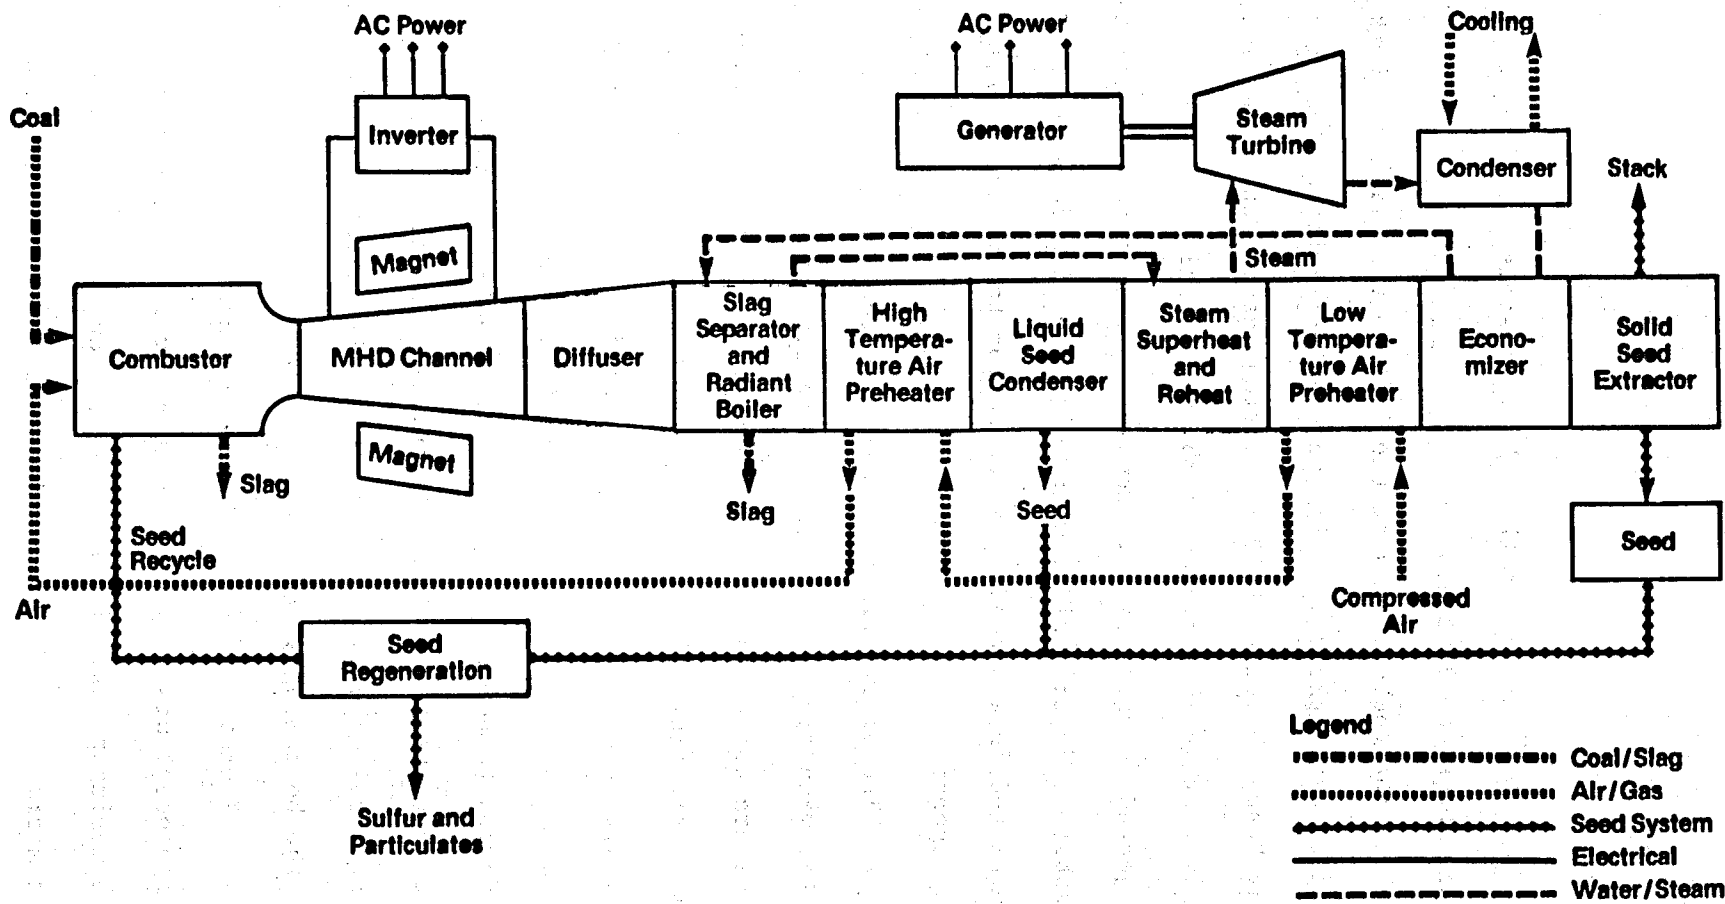 AC Power
AC Power
Cooling
Coal
Inverter
Generator
Steam
Turbine
Condenser
Stack
Magnet
Steam
Combustor
MHD Channel
Diffuser
Slag
Separator
and
Radiant
Boiler
High
Tempera-
ture Air
Preheater
Liquid
Seed
Condenser
Steam
Superheat
and
Reheat
Low
Tempera-
ture Air
Preheater
Econo-
mizer
Solid
Seed
Extractor
Magnet
Slag
Slag
Seed
Seed
Recycle
Seed
Air
Compressed
Air
Seed
Regeneration
Sulfur and
Particulates
Legend
Coal/Slag
Air/Gas
Seed System
Electrical
Water/Steam